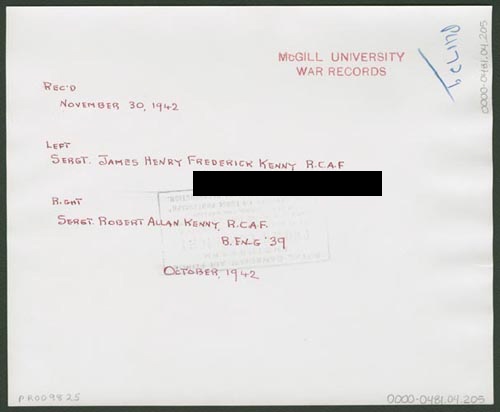 McGILL UNIVERSITY
WAR RECORDS
0000-0481.04.205
REC'D
NOVEMBER 30, 1942
LEFT
SERGT. JAMES HENRY FREDERICK KENNY R.C.A.F
RIGHT
SERGT. ROBERT ALLAN KENNY, R.C.A.F.
B.ENG '39
OCTOBER, 1942
PR009825
0000-0481.04.205